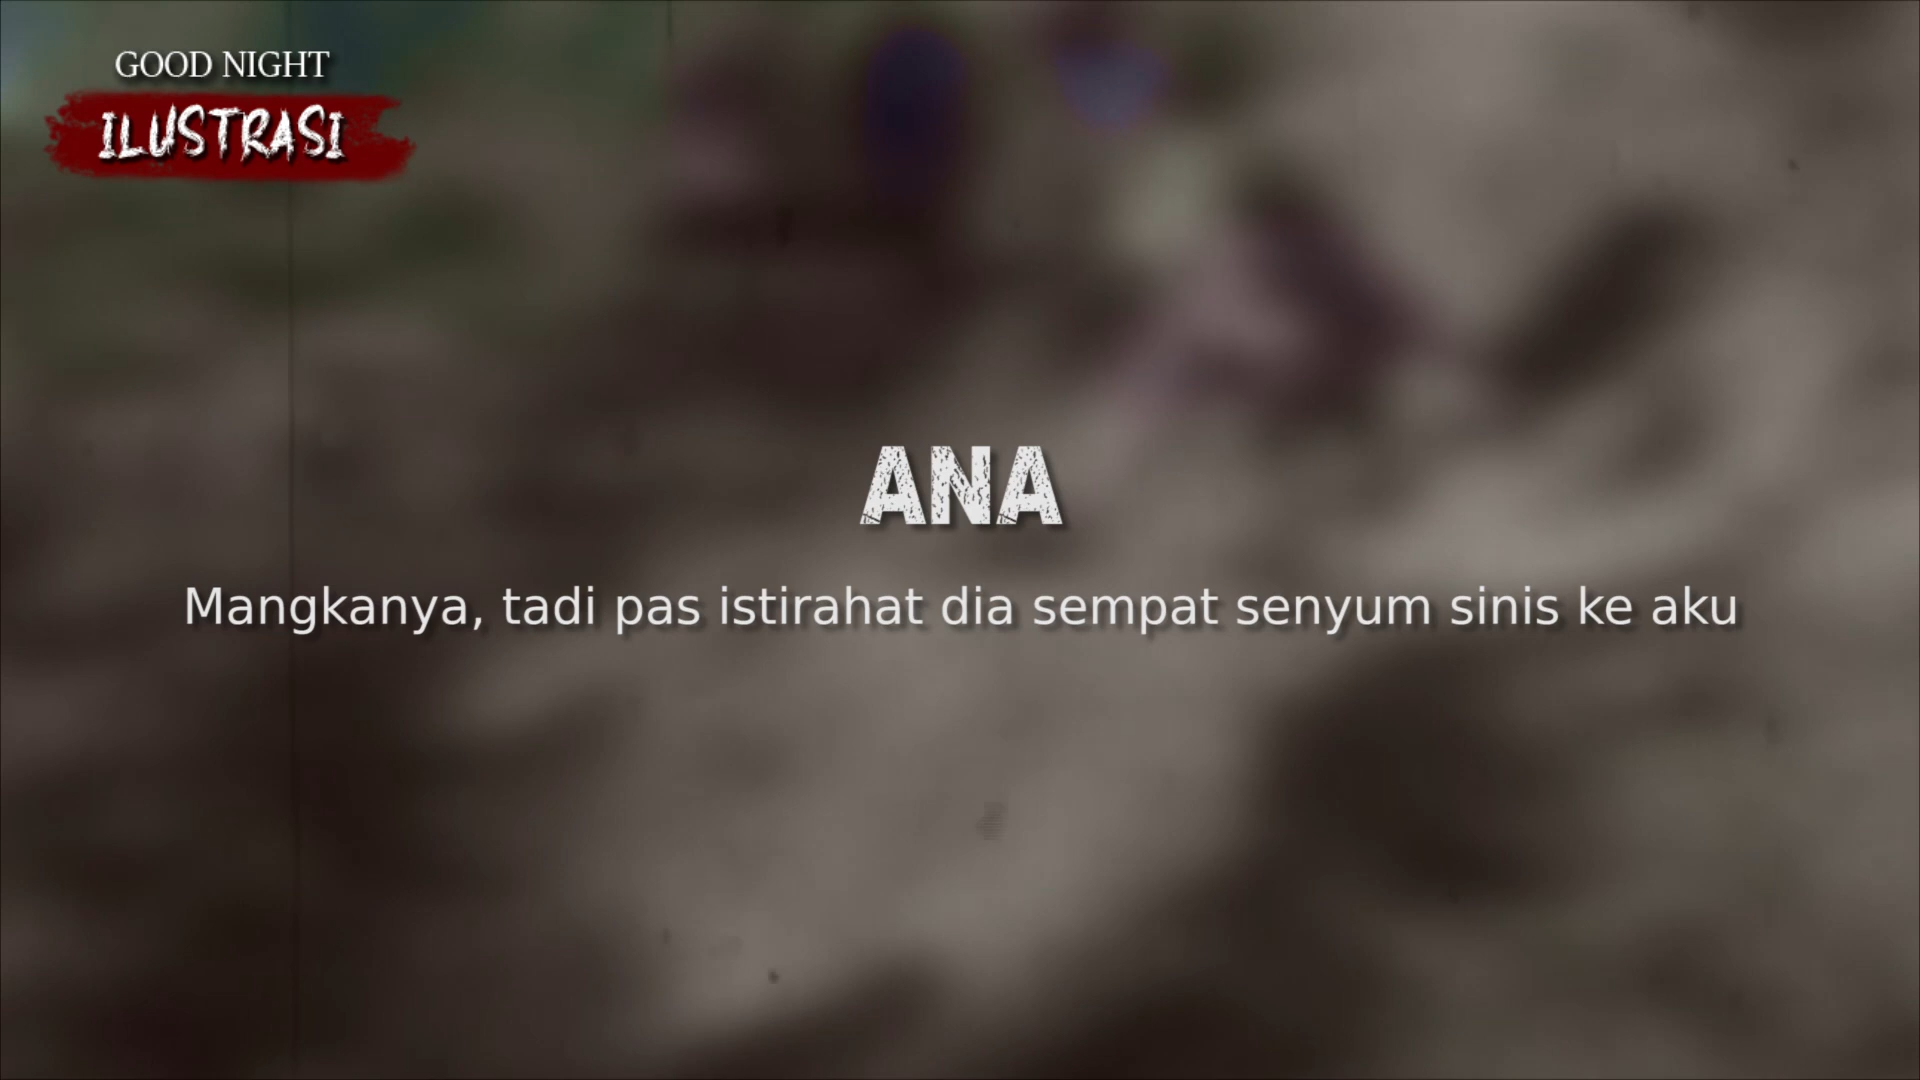 GOOD NIGHT
ILUSTRASI
ANA
Mangkanya, tadi pas istirahat dia sempat senyum sinis ke aku